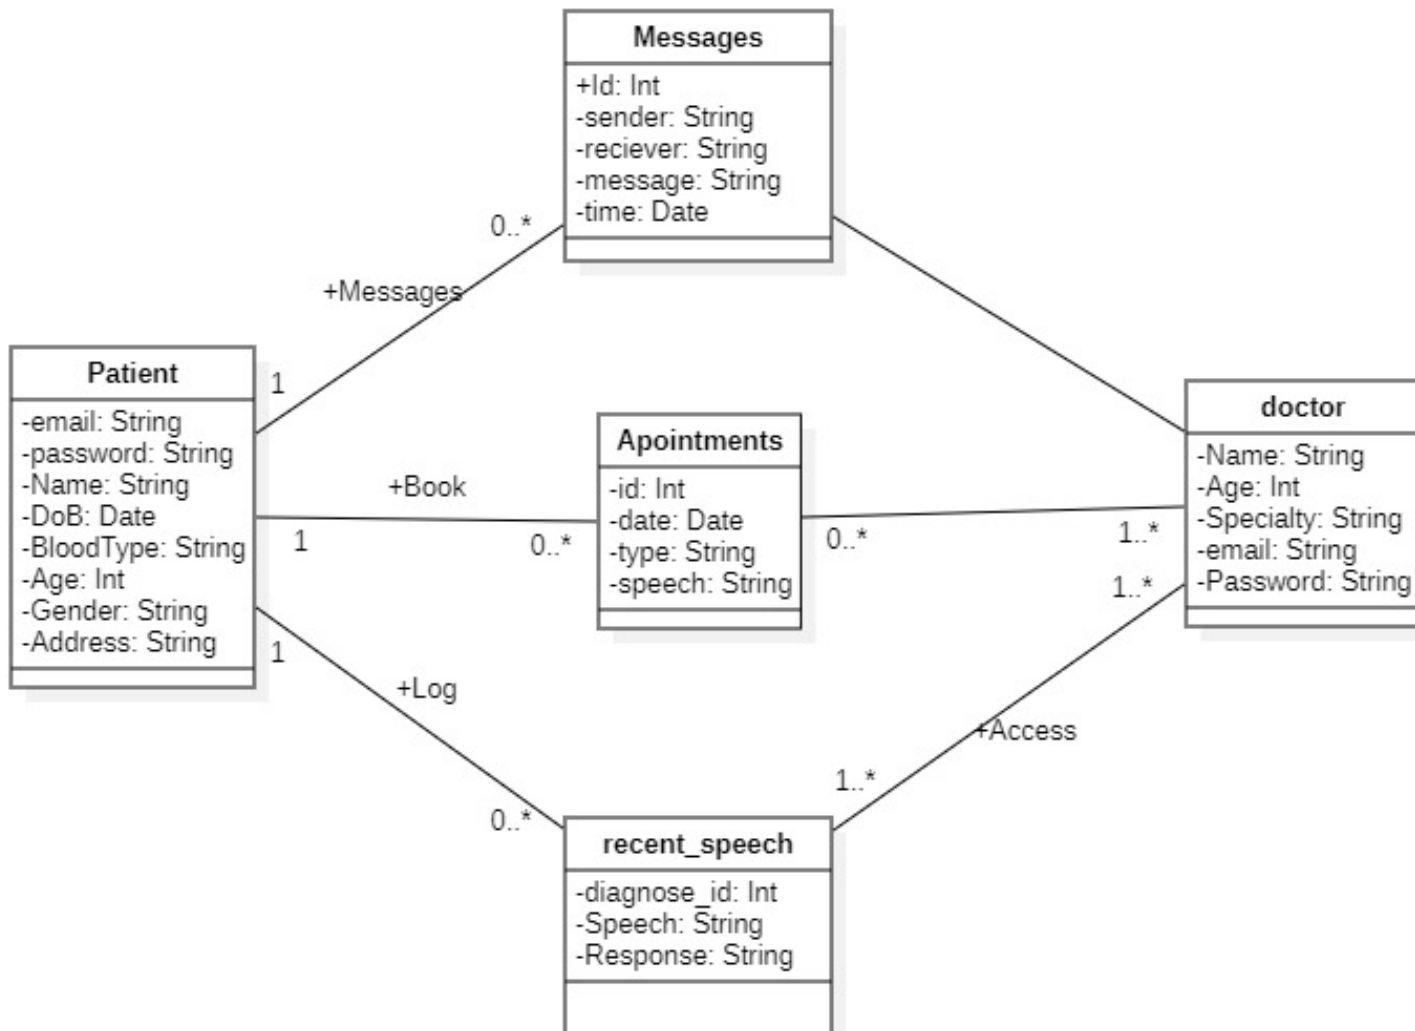 Messages
+Id: Int
-sender: String
-reciever: String
-message: String
-time: Date
0..*
+Messages
1
Patient
-email: String
-password: String
-Name: String
-DoB: Date
-BloodType: String
-Age: Int
-Gender: String
-Address: String
+Book
1
0..*
Apointments
-id: Int
-date: Date
-type: String
-speech: String
0..*
1..*
doctor
-Name: String
-Age: Int
-Specialty: String
-email: String
-Password: String
1..*
1
+Log
0..*
+Access
1..*
recent_speech
-diagnose_id: Int
-Speech: String
-Response: String